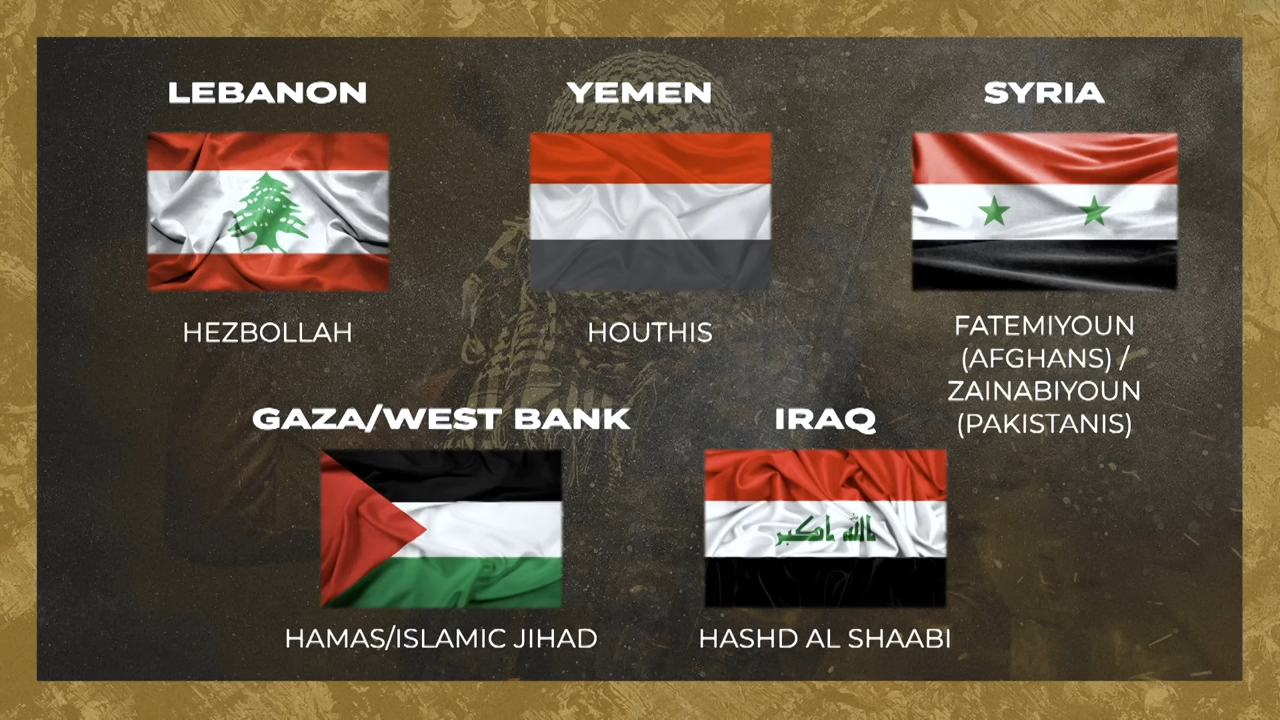 LEBANON
YEMEN
SYRIA
HEZBOLLAH
HOUTHIS
FATEMIYOUN
(AFGHANS) /
ZAINABIYOUN
(PAKISTANIS)
GAZA/WEST BANK
IRAQ
الله اكبر
HAMAS/ISLAMIC JIHAD
HASHD AL SHAABI